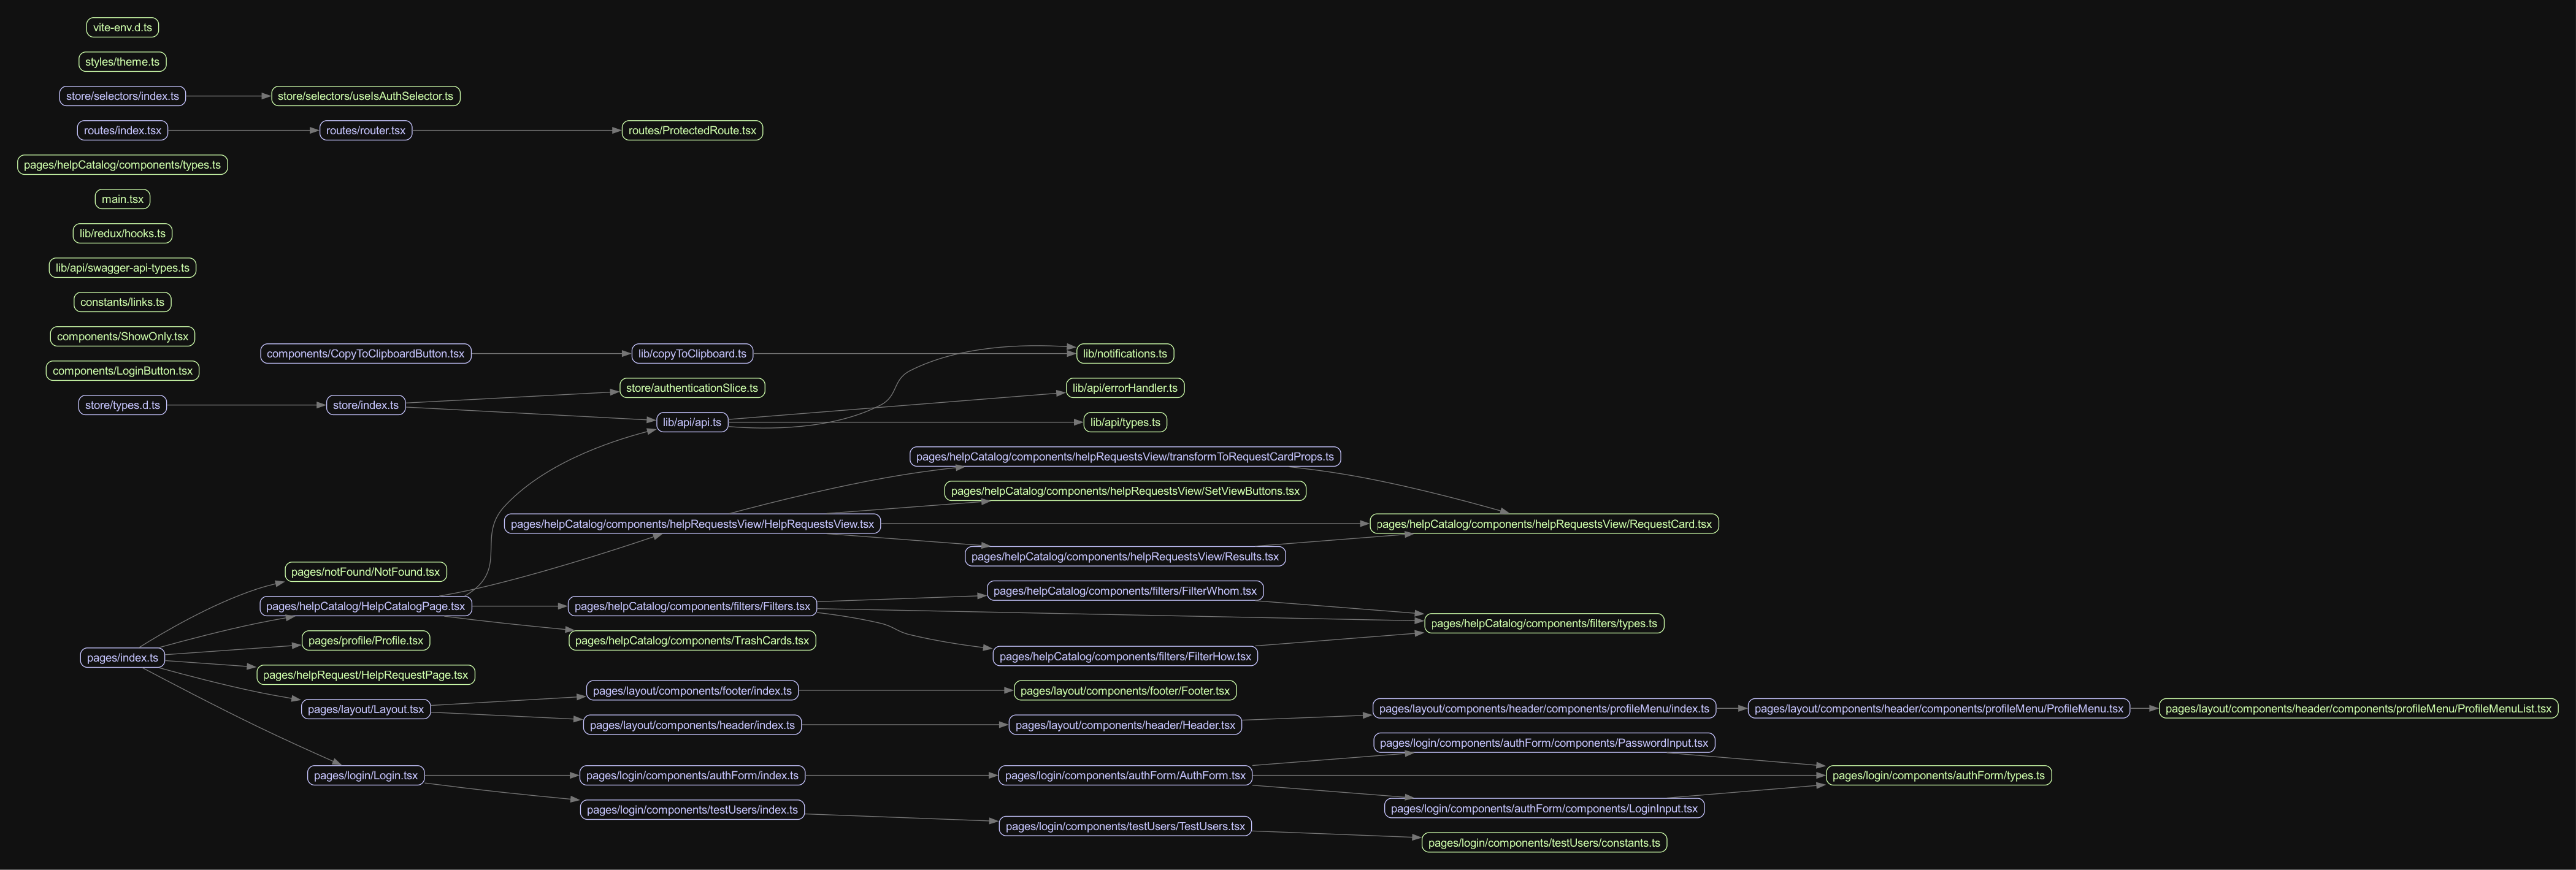 vite-env.d.ts
styles/theme.ts
store/selectors/index.ts
store/selectors/useIsAuthSelector.ts
routes/index.tsx
routes/router.tsx
routes/ProtectedRoute.tsx
pages/helpCatalog/components/types.ts
main.tsx
lib/redux/hooks.ts
lib/api/swagger-api-types.ts
constants/links.ts
components/ShowOnly.tsx
components/CopyToClipboardButton.tsx
lib/copyToClipboard.ts
lib/notifications.ts
components/LoginButton.tsx
store/authenticationSlice.ts
lib/api/errorHandler.ts
store/types.d.ts
store/index.ts
lib/api/api.ts
lib/api/types.ts
pages/helpCatalog/components/helpRequestsView/transformToRequestCardProps.ts
pages/helpCatalog/components/helpRequestsView/SetViewButtons.tsx
pages/helpCatalog/components/helpRequestsView/HelpRequestsView.tsx
pages/helpCatalog/components/helpRequestsView/RequestCard.tsx
pages/helpCatalog/components/helpRequestsView/Results.tsx
pages/notFound/NotFound.tsx
pages/helpCatalog/components/filters/FilterWhom.tsx
pages/helpCatalog/HelpCatalogPage.tsx
pages/helpCatalog/components/filters/Filters.tsx
pages/helpCatalog/components/filters/types.ts
pages/profile/Profile.tsx
pages/helpCatalog/components/TrashCards.tsx
pages/index.ts
pages/helpCatalog/components/filters/FilterHow.tsx
pages/helpRequest/HelpRequestPage.tsx
pages/layout/components/footer/index.ts
pages/layout/components/footer/Footer.tsx
pages/layout/Layout.tsx
pages/layout/components/header/index.ts
pages/layout/components/header/Header.tsx
pages/layout/components/header/components/profileMenu/index.ts
pages/layout/components/header/components/profileMenu/ProfileMenu.tsx
pages/layout/components/header/components/profileMenu/ProfileMenuList.tsx
pages/login/components/authForm/components/PasswordInput.tsx
pages/login/Login.tsx
pages/login/components/authForm/index.ts
pages/login/components/authForm/AuthForm.tsx
pages/login/components/authForm/types.ts
pages/login/components/authForm/components/LoginInput.tsx
pages/login/components/testUsers/index.ts
pages/login/components/testUsers/TestUsers.tsx
pages/login/components/testUsers/constants.ts